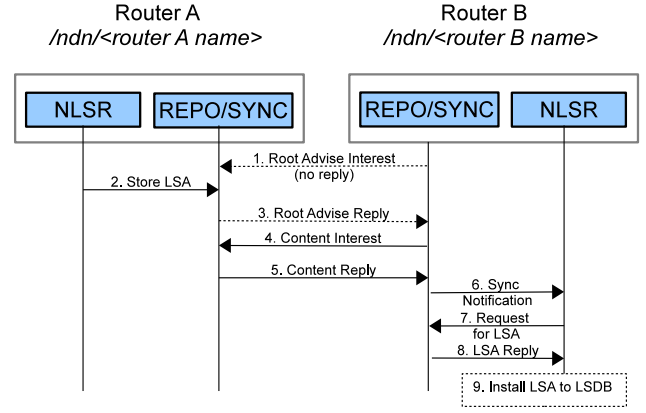 Router A
/ndn/<router A name>
Router B
/ndn/<router B name>
NLSR
REPO/SYNC
REPO/SYNC
NLSR
1. Root Advise Interest
(no reply)
2. Store LSA
3. Root Advise Reply
4. Content Interest
5. Content Reply
6. Sync
Notification
7. Request
for LSA
8. LSA Reply
9. Install LSA to LSDB